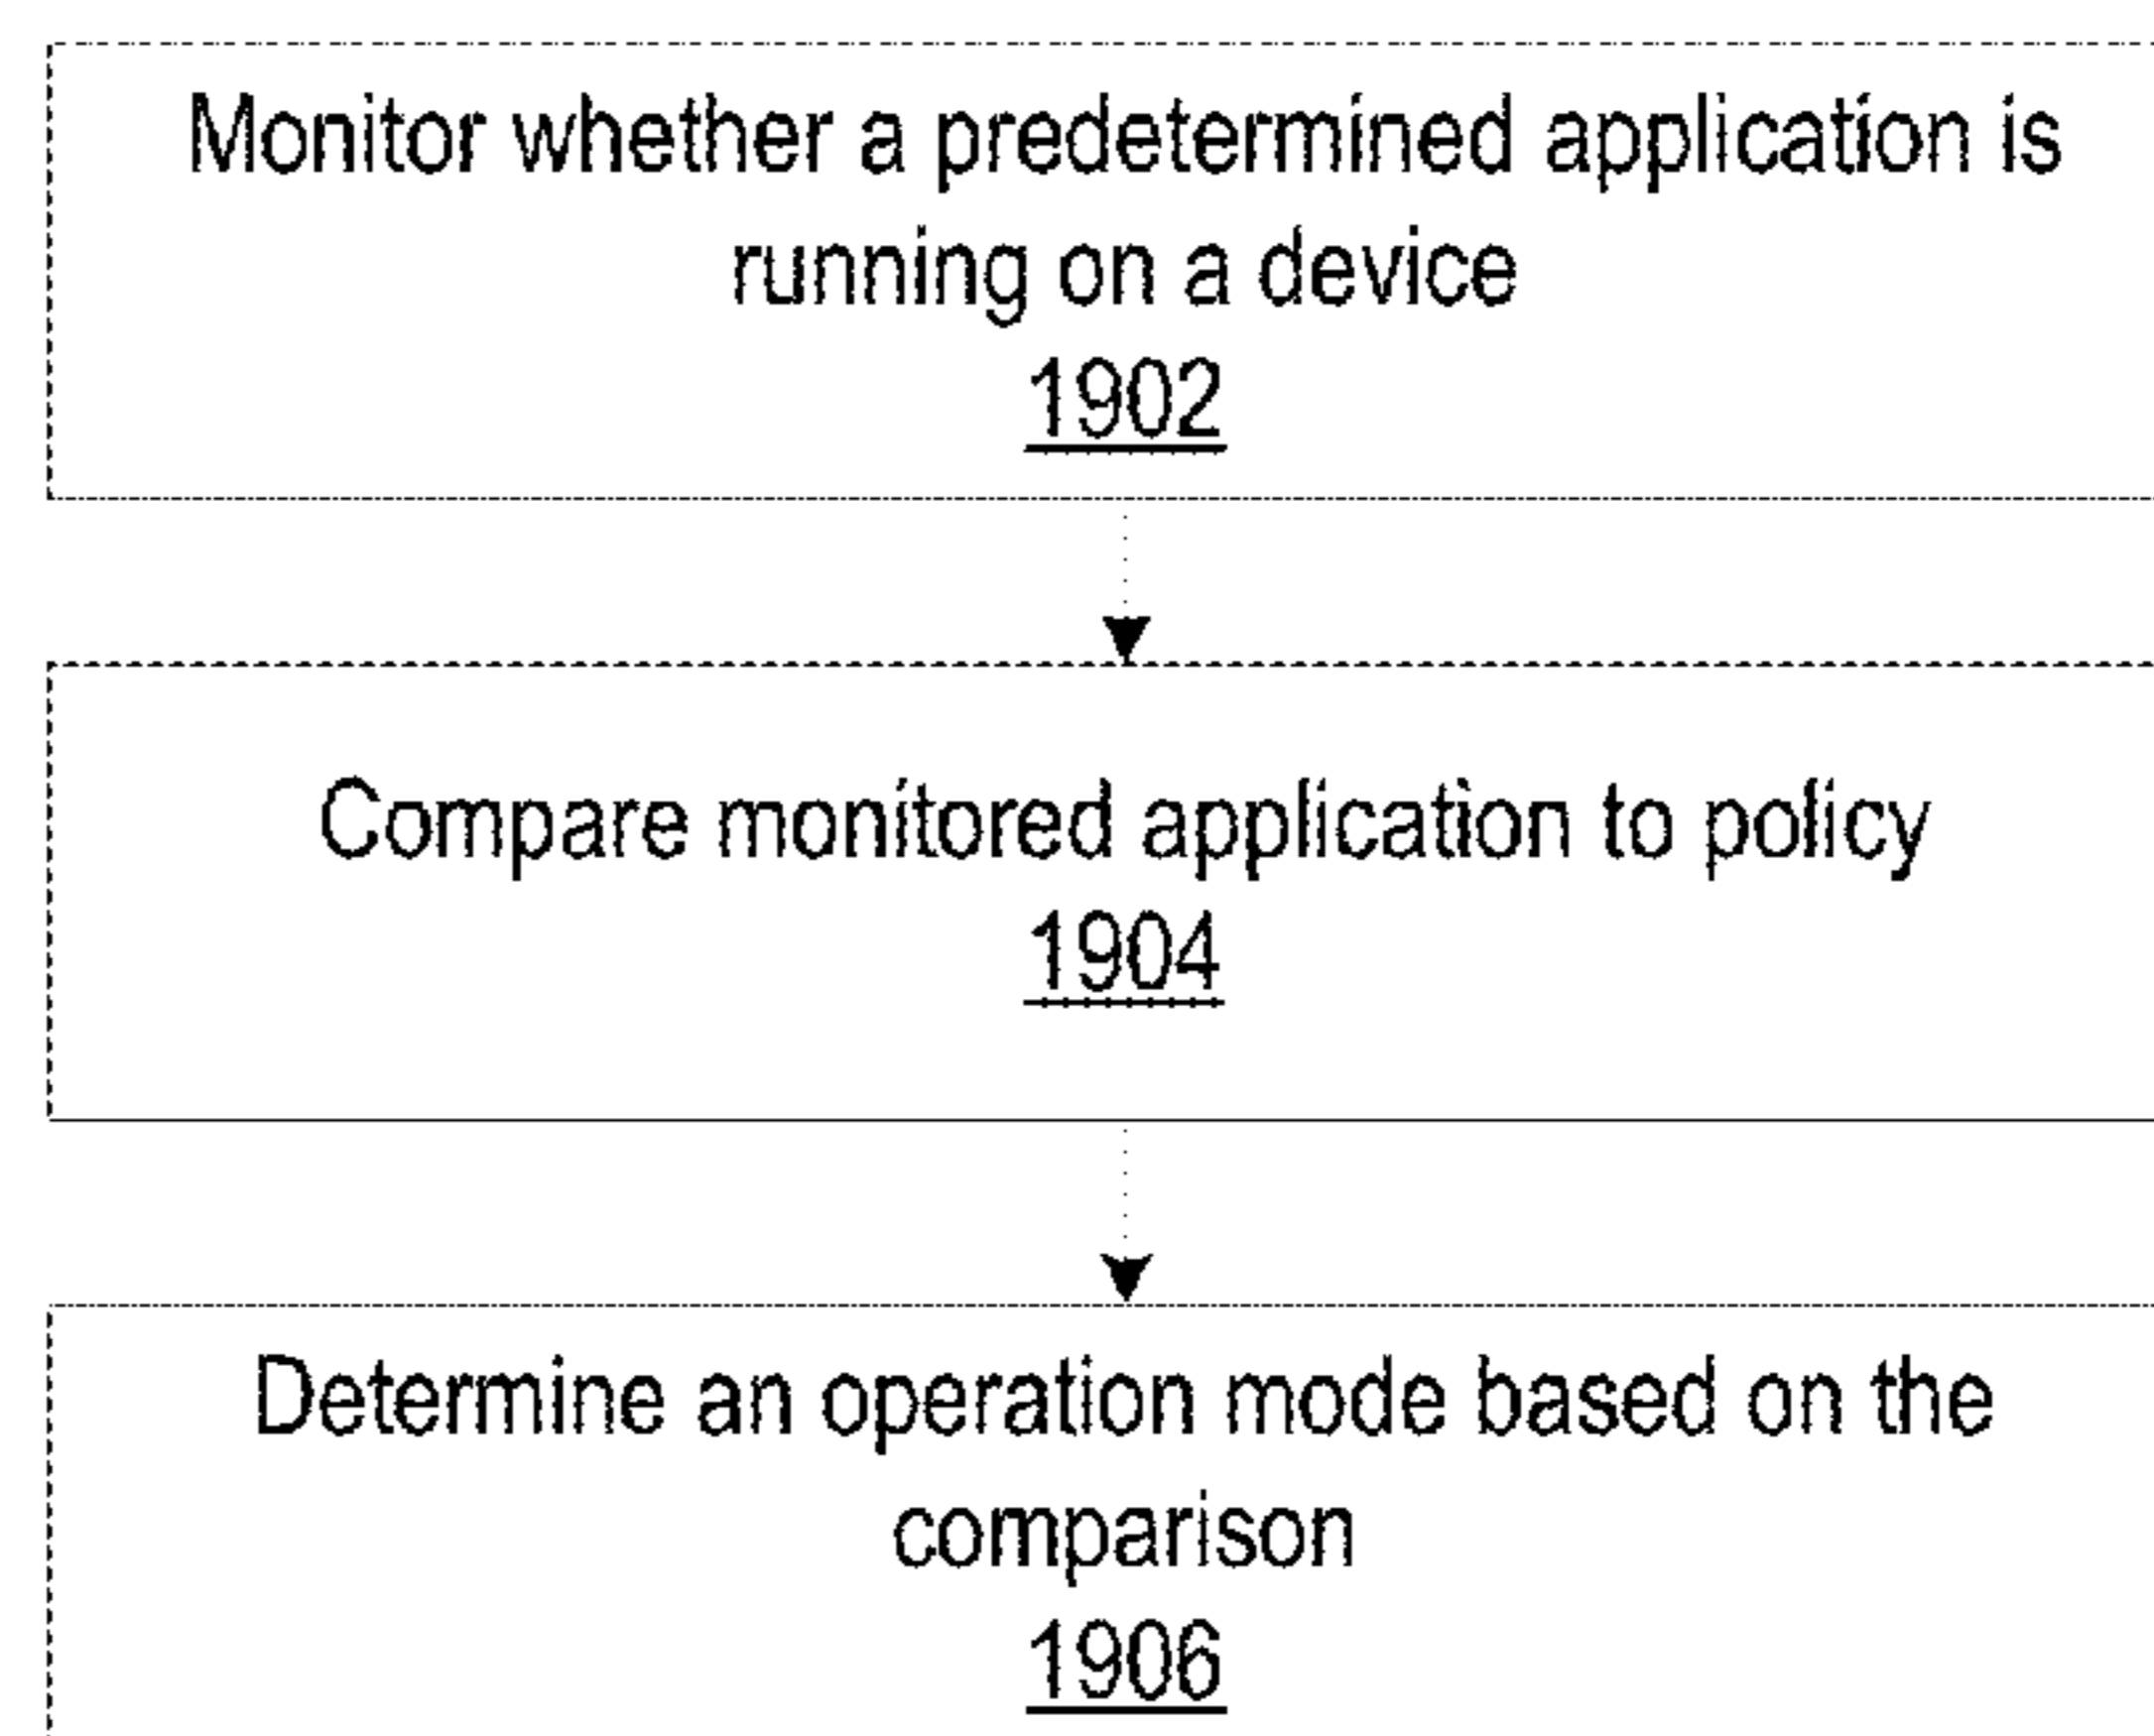 Monitor whether a predetermined application is
running on a device
1902
Compare monitored application to policy
1904
Determine an operation mode based on the
comparison
1906